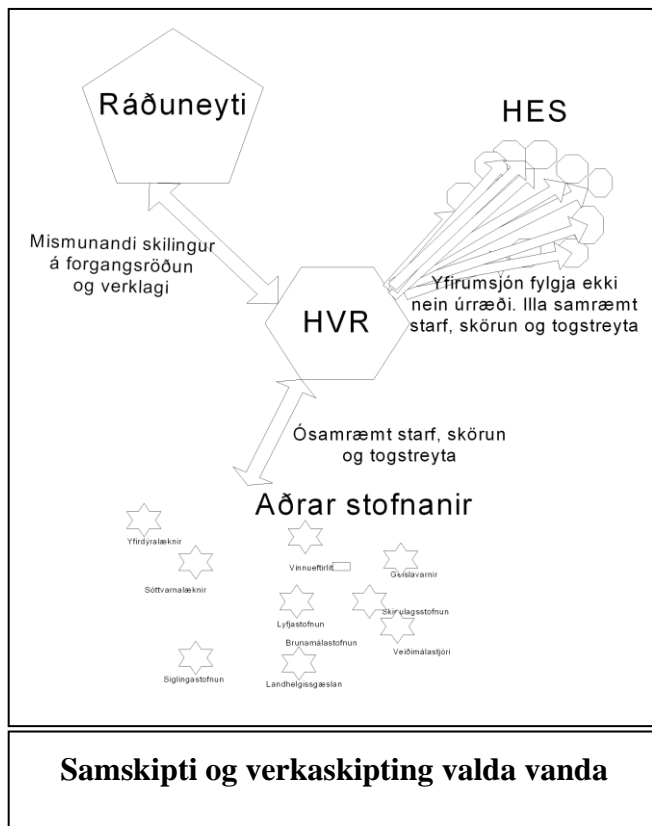 Ráðuneyti
HES
Mismunandi skilingur
á forgangsröðun
og verklagi
Yfirumsjón fylgja ekki
nein úrræði. Illa samræmt
starf, skörun og togstreyta
HVR
Ósamræmt starf, skörun
og togstreyta
Aðrar stofnanir
Yfirdýralæknir
Vinnueftirlit
Geislavarnir
Sóttvarnalæknir
Lyfjastofnun
Skipulagsstofnun
Brunamálastofnun
Veiðimálastjóri
Siglingastofnun
Landhelgissgæslan
Samskipti og verkaskipting valda vanda